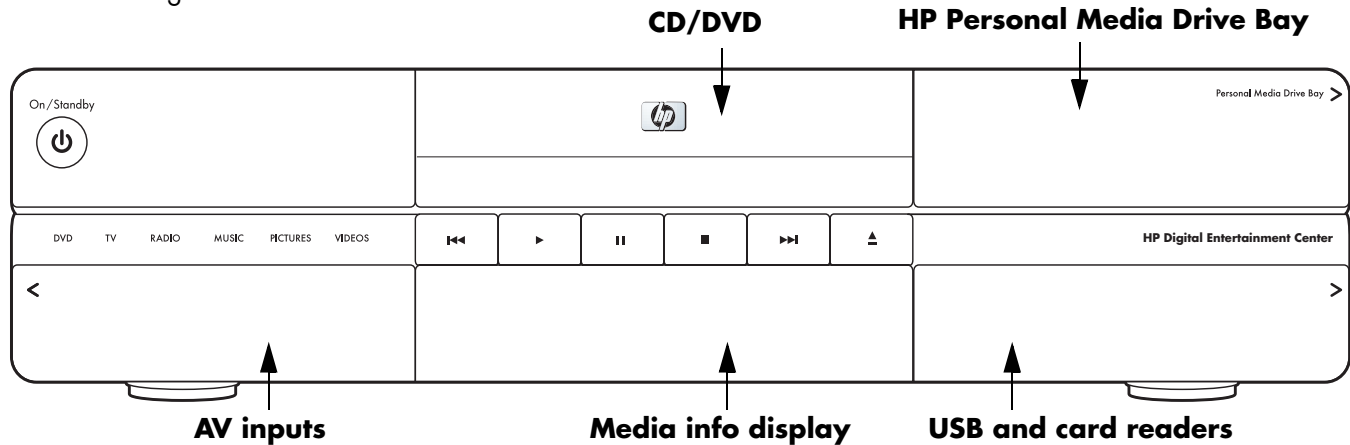 CD/DVD
HP Personal Media Drive Bay
On/Standby
hp
Personal Media Drive Bay >
DVD TV RADIO MUSIC PICTURES VIDEOS
HP Digital Entertainment Center
< >
AV inputs
Media info display
USB and card readers